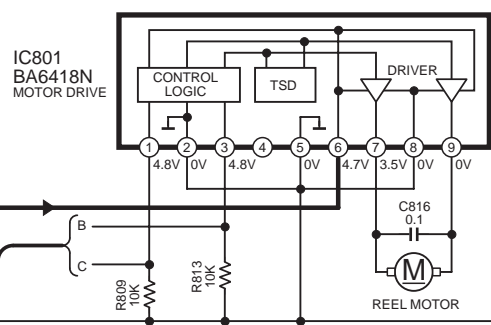 IC801
BA6418N
MOTOR DRIVE
CONTROL
LOGIC
TSD
DRIVER
1 2 3 4 5 6 7 8 9
4.8V 0V 4.8V 0V 4.7V 3.5V 0V 0V
B
C
C816
0.1
R809
10K
R813
10K
M
REEL MOTOR